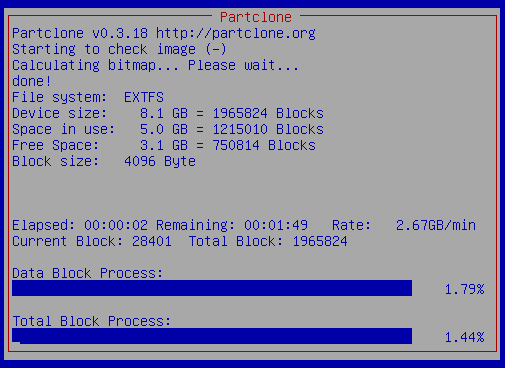 Partclone
Partclone v0.3.18 http://partclone.org
Starting to check image (-)
Calculating bitmap... Please wait...
done!
File system:  EXTFS
Device size:    8.1 GB = 1965824 Blocks
Space in use:   5.0 GB = 1215010 Blocks
Free Space:     3.1 GB = 750814 Blocks
Block size:   4096 Byte
Elapsed: 00:00:02 Remaining: 00:01:49   Rate:   2.67GB/min
Current Block: 28401  Total Block: 1965824
Data Block Process:
1.79%
Total Block Process:
1.44%